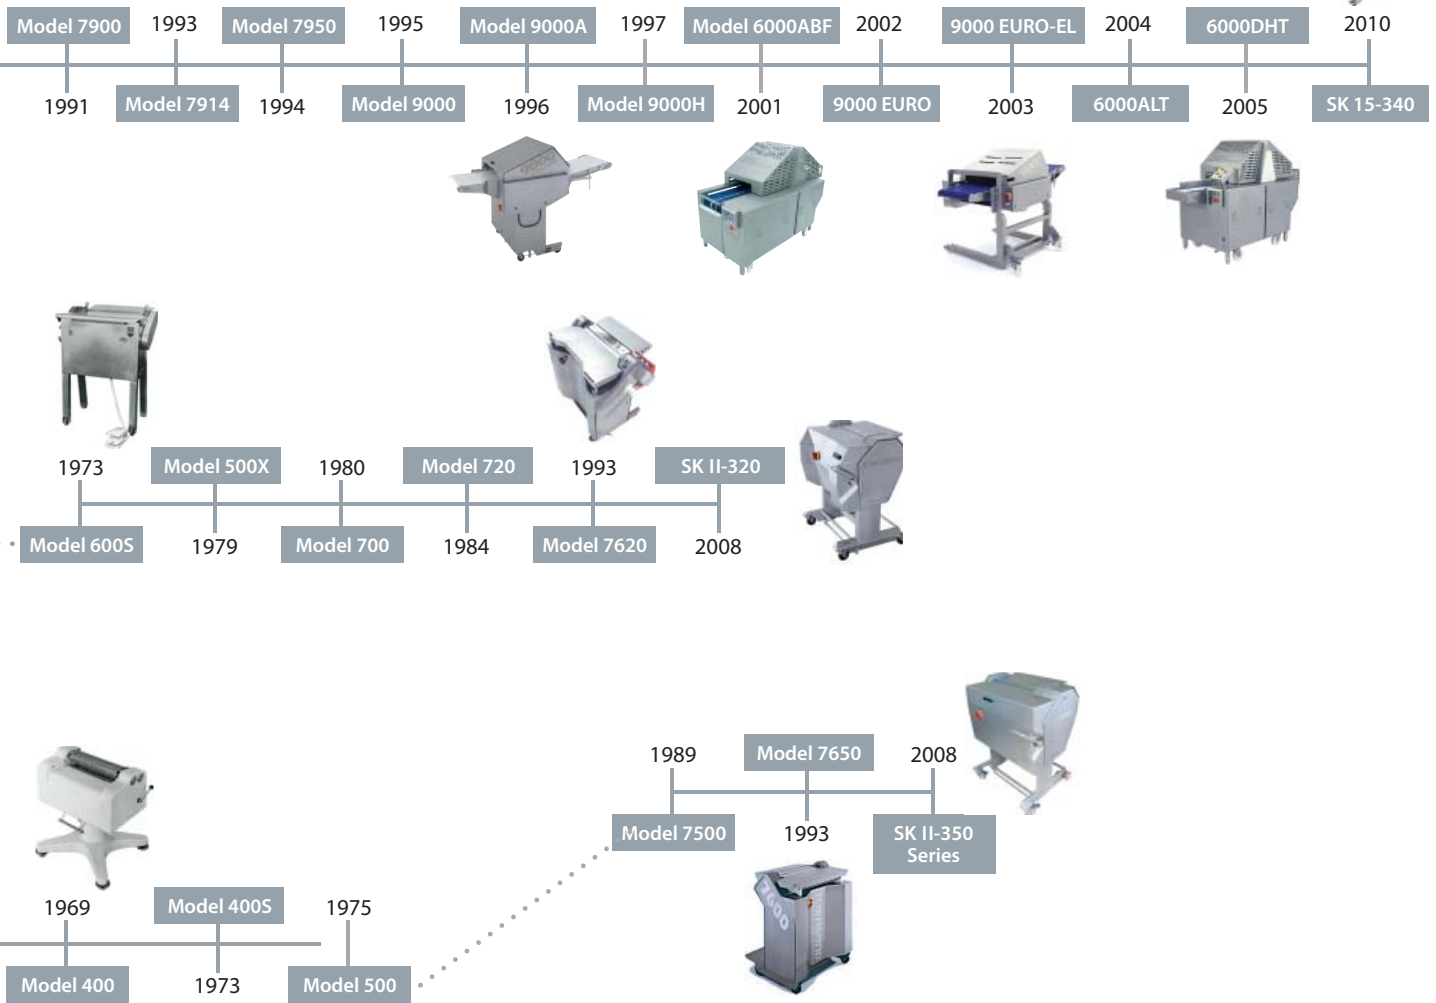 Model 7900
1993
Model 7950
1995
Model 9000A
1997
Model 6000ABF
2002
9000 EURO-EL
2004
6000DHT
2010
1991
Model 7914
1994
Model 9000
1996
Model 9000H
2001
9000 EURO
2003
6000ALT
2005
SK 15-340
1973
Model 500X
1980
Model 720
1993
SK II-320
Model 600S
1979
Model 700
1984
Model 7620
2008
1989
Model 7650
2008
Model 7500
1993
SK II-350
Series
7600
1969
Model 400S
1975
Model 400
1973
Model 500